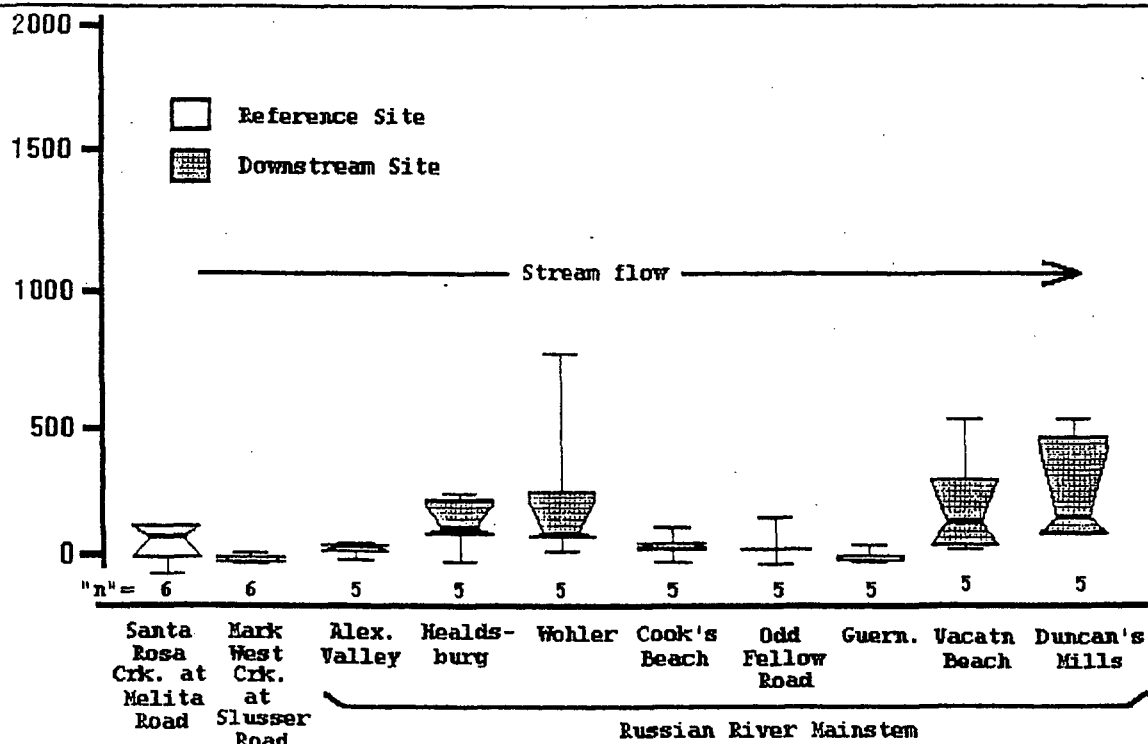 2000
1500
1000
500
0
Reference Site
Downstream Site
Stream flow
"n"= 6 6 5 5 5 5 5 5 5 5
Santa Rosa Crk. at Melita Road
Mark West Crk. at Slusser Road
Alex. Valley
Healds-
burg
Wohler
Cook's Beach
Odd Fellow Road
Guern.
Vacatn Beach
Duncan's Mills
Russian River Mainstem